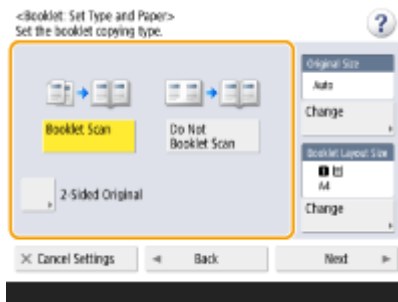 <Booklet: Set Type and Paper>
Set the booklet copying type.
?
Original Size
Auto
Change
Booklet Scan
Do Not
Booklet Scan
Booklet Layout Size
1
A4
2-Sided Original
Change
Cancel Settings
Back
Next